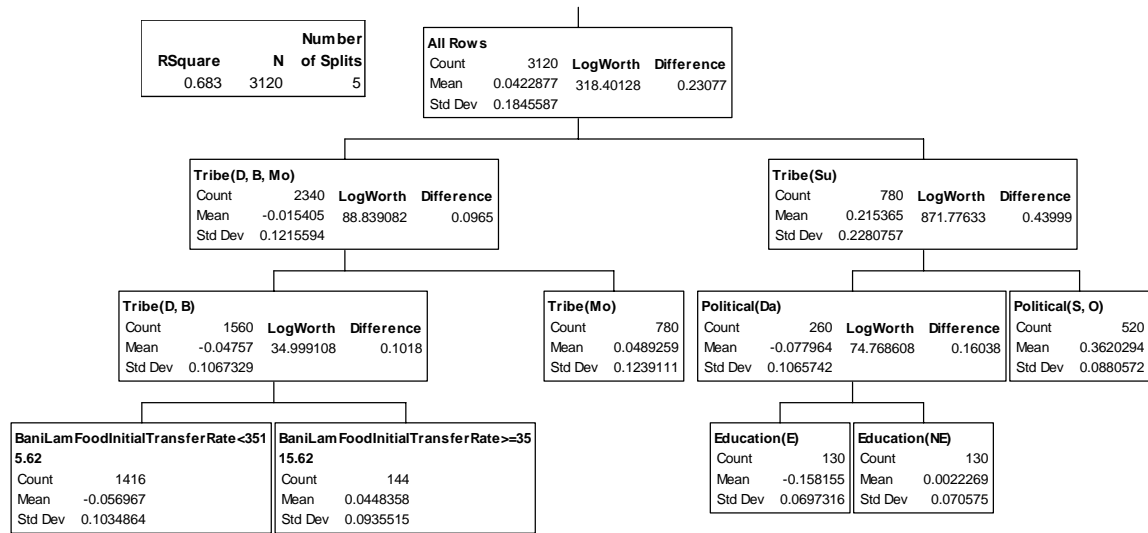 RSquare N Number of Splits
0.683 3120 5
All Rows
Count 3120 LogWorth Difference
Mean 0.0422877 318.40128 0.23077
Std Dev 0.1845587
Tribe(D, B, Mo)
Count 2340 LogWorth Difference
Mean -0.015405 88.839082 0.0965
Std Dev 0.1215594
Tribe(Su)
Count 780 LogWorth Difference
Mean 0.215365 871.77633 0.43999
Std Dev 0.2280757
Tribe(D, B)
Count 1560 LogWorth Difference
Mean -0.04757 34.999108 0.1018
Std Dev 0.1067329
Tribe(Mo)
Count 780
Mean 0.0489259
Std Dev 0.1239111
Political(Da)
Count 260 LogWorth Difference
Mean -0.077964 74.768608 0.16038
Std Dev 0.1065742
Political(S, O)
Count 520
Mean 0.3620294
Std Dev 0.0880572
BaniLamFoodInitialTransferRate<351
5.62
Count 1416
Mean -0.056967
Std Dev 0.1034864
BaniLamFoodInitialTransferRate>=35
15.62
Count 144
Mean 0.0448358
Std Dev 0.0935515
Education(E)
Count 130
Mean -0.158155
Std Dev 0.0697316
Education(NE)
Count 130
Mean 0.0022269
Std Dev 0.070575